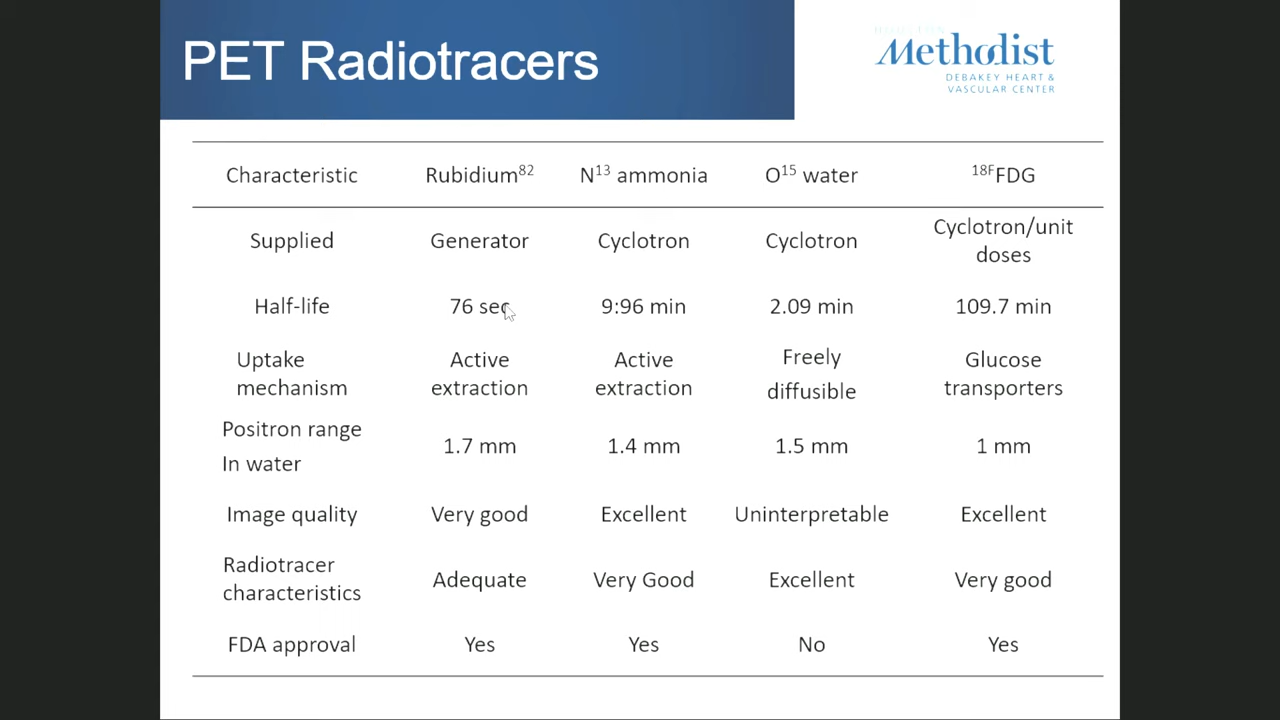 PET Radiotracers
Methodist
DEBAKEY HEART &
VASCULAR CENTER
Characteristic Rubidium⁸² N¹³ ammonia O¹⁵ water ¹⁸ᶠFDG
Supplied Generator Cyclotron Cyclotron Cyclotron/unit doses
Half-life 76 sec 9:96 min 2.09 min 109.7 min
Uptake mechanism Active extraction Active extraction Freely diffusible Glucose transporters
Positron range In water 1.7 mm 1.4 mm 1.5 mm 1 mm
Image quality Very good Excellent Uninterpretable Excellent
Radiotracer characteristics Adequate Very Good Excellent Very good
FDA approval Yes Yes No Yes